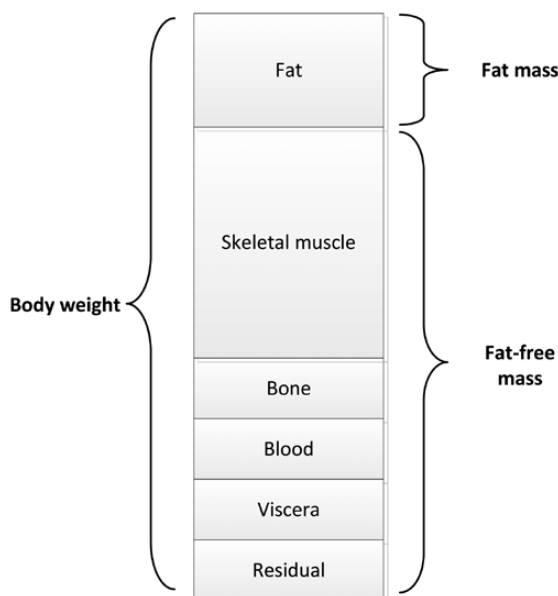 Fat
Fat mass
Skeletal muscle
Body weight
Fat-free
mass
Bone
Blood
Viscera
Residual